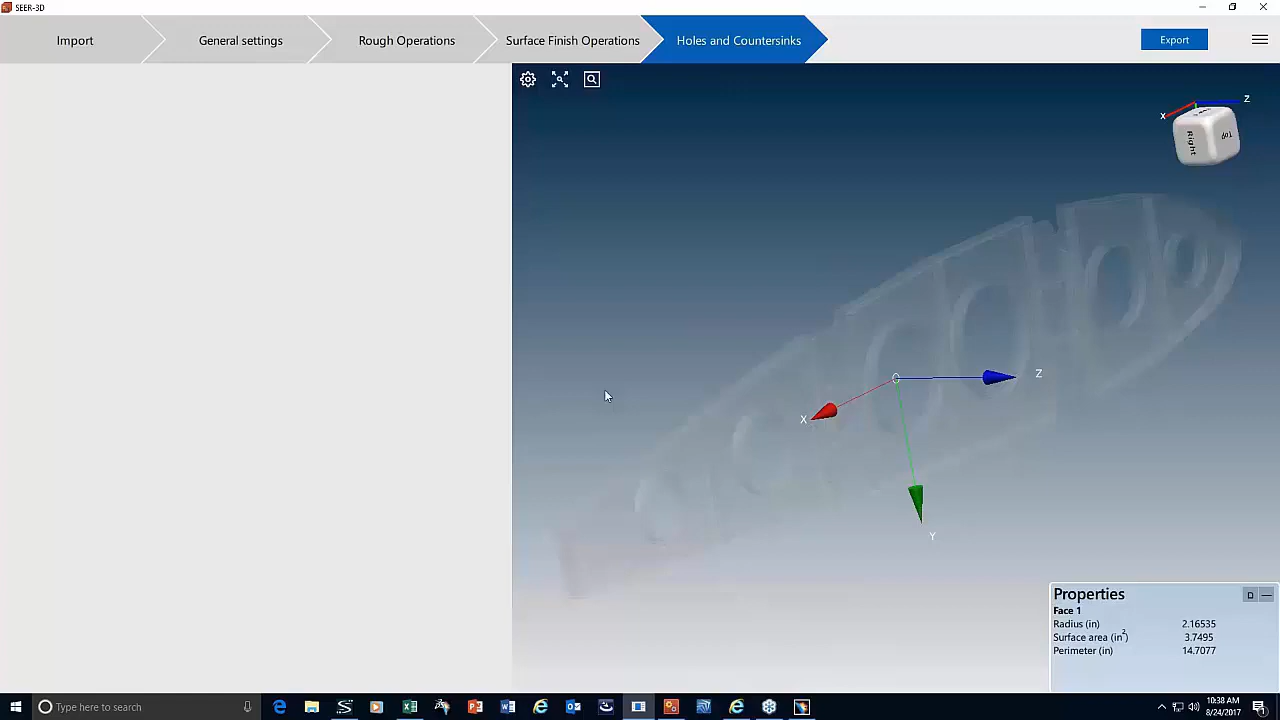 SEER-3D
Import
General settings
Rough Operations
Surface Finish Operations
Holes and Countersinks
Export
Z
X
Right
Top
Z
X
Y
Properties
Face 1
Radius (in) 2.16535
Surface area (in²) 3.7495
Perimeter (in) 14.7077
Type here to search
10:38 AM
8/24/2017